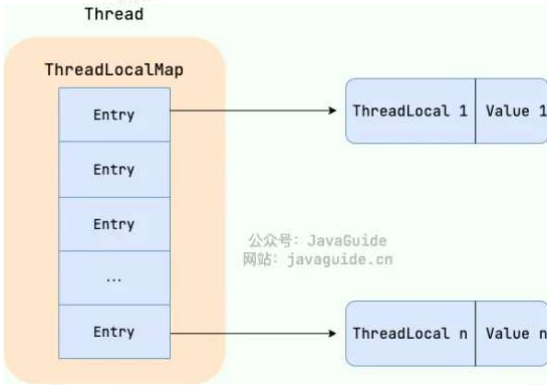 Thread
ThreadLocalMap
Entry
ThreadLocal 1
Value 1
Entry
Entry
公众号: JavaGuide
网站: javaguide.cn
...
Entry
ThreadLocal n
Value n